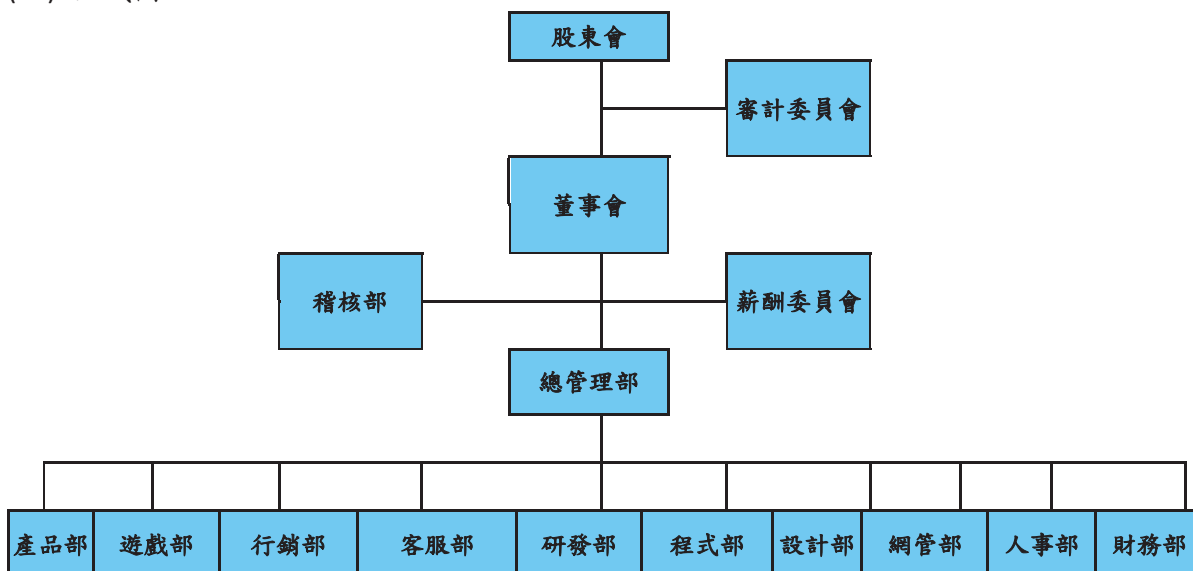 股東會
審計委員會
董事會
稽核部
薪酬委員會
總管理部
產品部 遊戲部 行銷部 客服部 研發部 程式部 設計部 網管部 人事部 財務部